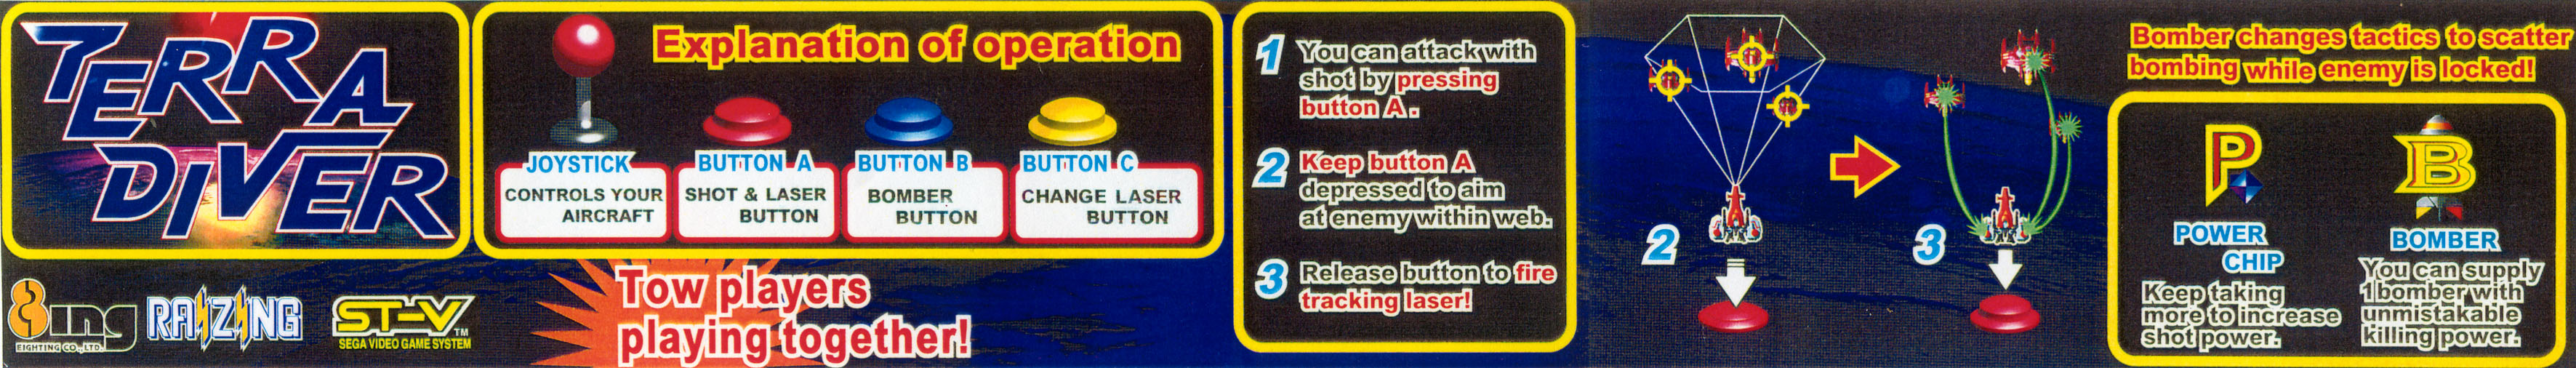 TERRA
DIVER
8ing
EIGHTING CO., LTD.
RAIZING
ST-V TM
SEGA VIDEO GAME SYSTEM
Explanation of operation
JOYSTICK
CONTROLS YOUR
AIRCRAFT
BUTTON A
SHOT & LASER
BUTTON
BUTTON B
BOMBER
BUTTON
BUTTON C
CHANGE LASER
BUTTON
Tow players
playing together!
1 You can attack with
shot by pressing
button A .
2 Keep button A
depressed to aim
at enemy within web.
3 Release button to fire
tracking laser!
2
3
Bomber changes tactics to scatter
bombing while enemy is locked!
P
POWER
CHIP
Keep taking
more to increase
shot power.
B
BOMBER
You can supply
1 bomber with
unmistakable
killing power.